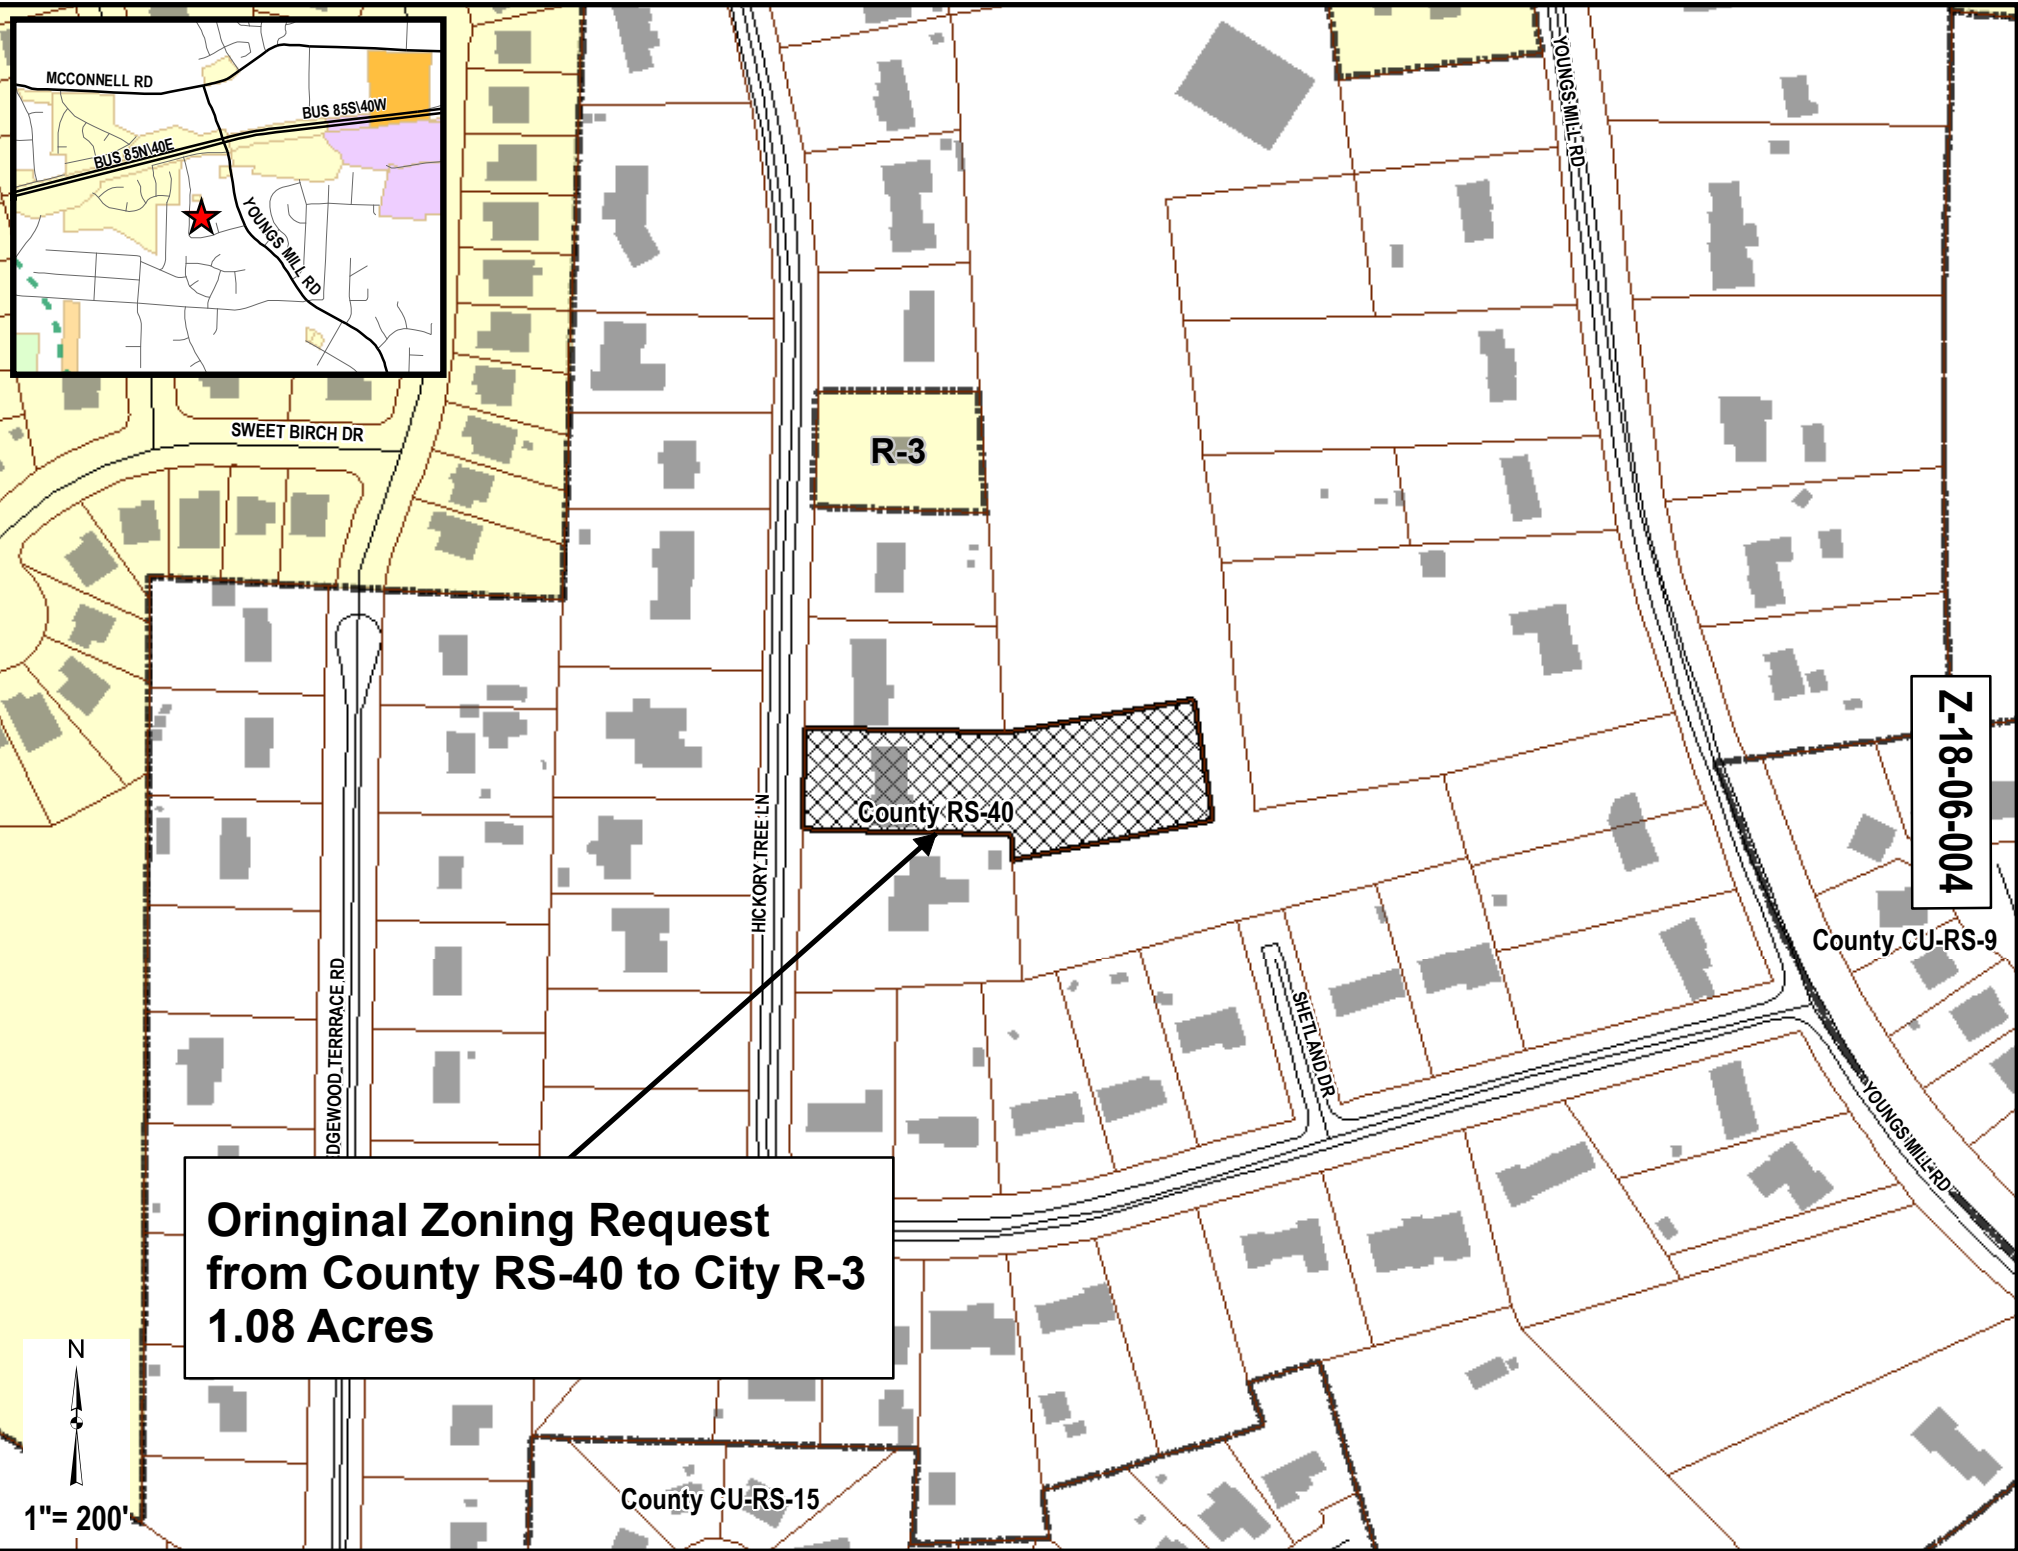 MCCONNELL RD
BUS 85S\40W
BUS 85N\40E
YOUNGS MILL RD
YOUNGS MILL RD
SWEET BIRCH DR
R-3
Z-18-06-004
County RS-40
HICKORY TREE LN
County CU-RS-9
DGEWOOD TERRRACE RD
SHETLAND DR
YOUNGS MILL RD
Oringinal Zoning Request
from County RS-40 to City R-3
1.08 Acres
N
1"= 200'
County CU-RS-15